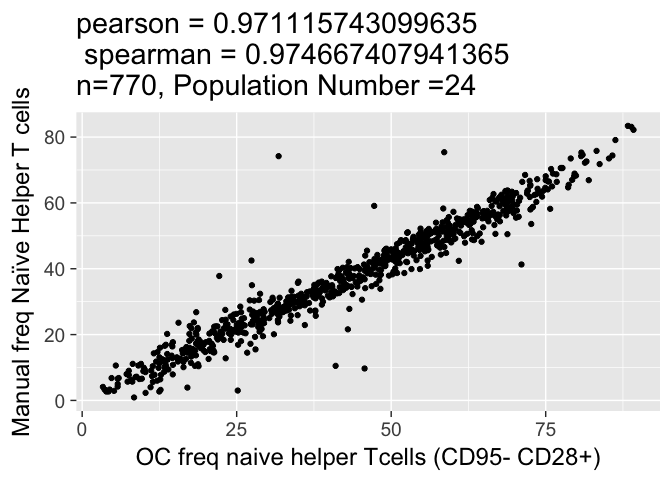 pearson = 0.971115743099635
spearman = 0.974667407941365
n=770, Population Number =24
Manual freq Naïve Helper T cells
80
60
40
20
0
0 25 50 75
OC freq naive helper Tcells (CD95- CD28+)